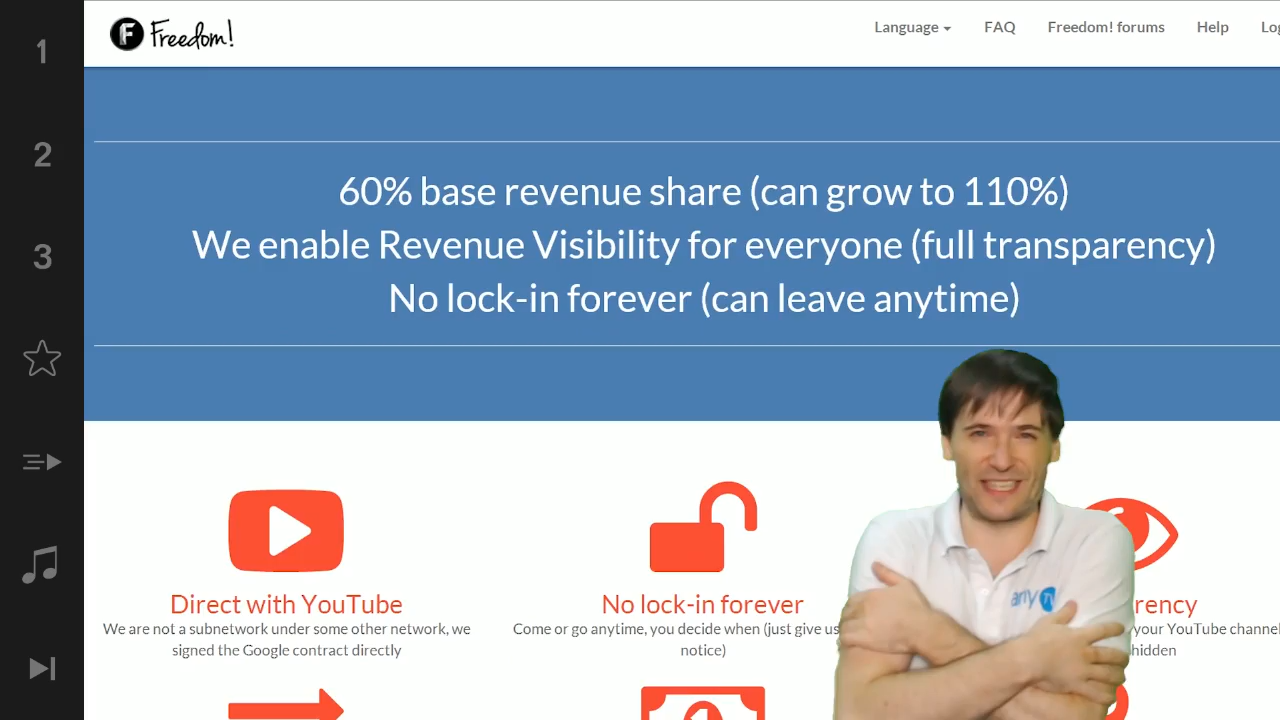 F Freedom!
Language
FAQ
Freedom! forums
Help
1
2
3
60% base revenue share (can grow to 110%)
We enable Revenue Visibility for everyone (full transparency)
No lock-in forever (can leave anytime)
Direct with YouTube
We are not a subnetwork under some other network, we
signed the Google contract directly
No lock-in forever
Come or go anytime, you decide when (just give us
notice)
your YouTube channel
hidden
any TV